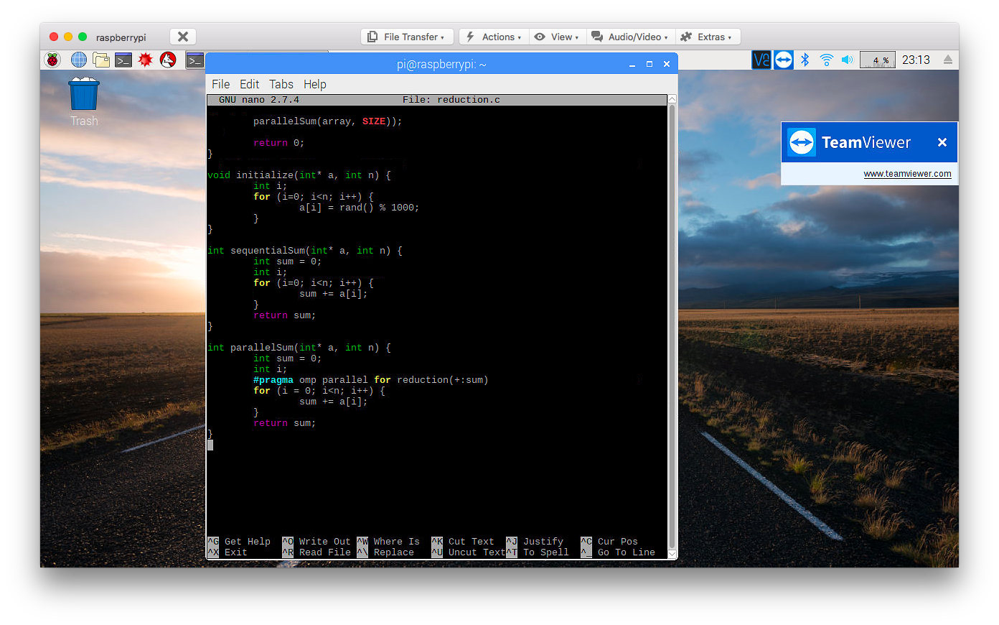 raspberrypi
File Transfer
Actions
View
Audio/Video
Extras
pi@raspberrypi: ~
4 %
23:13
File Edit Tabs Help
GNU nano 2.7.4 File: reduction.c
Trash
parallelSum(array, SIZE));
return 0;
}
void initialize(int* a, int n) {
int i;
for (i=0; i<n; i++) {
a[i] = rand() % 1000;
}
}
int sequentialSum(int* a, int n) {
int sum = 0;
int i;
for (i=0; i<n; i++) {
sum += a[i];
}
return sum;
}
int parallelSum(int* a, int n) {
int sum = 0;
int i;
#pragma omp parallel for reduction(+:sum)
for (i = 0; i<n; i++) {
sum += a[i];
}
return sum;
}
^G Get Help ^O Write Out ^W Where Is ^K Cut Text ^J Justify ^C Cur Pos
^X Exit ^R Read File ^\ Replace ^U Uncut Text ^T To Spell ^_ Go To Line
TeamViewer
www.teamviewer.com